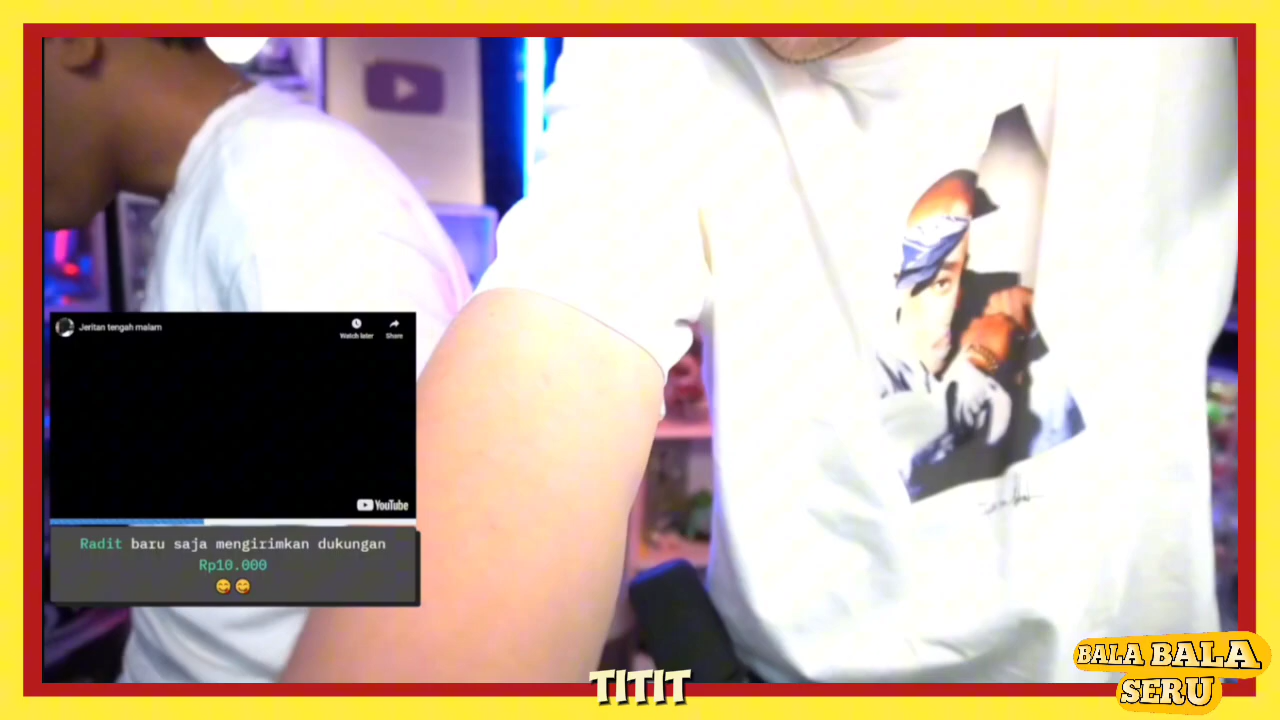 Jeritan tengah malam
Watch later
Share
YouTube
Radit baru saja mengirimkan dukungan
Rp10.000
😋 😋
TITIT
BALA BALA
SERU